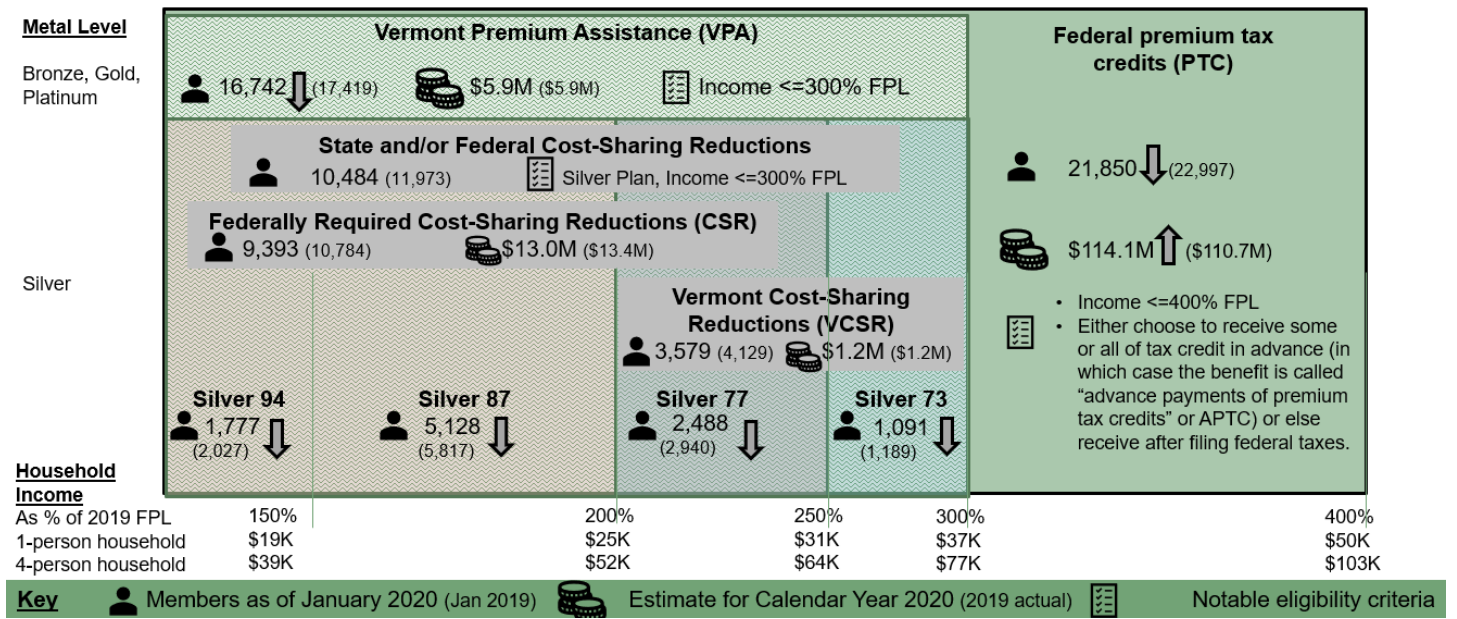 Metal Level
Bronze, Gold,
Platinum
Silver
Vermont Premium Assistance (VPA)
16,742 (17,419) $5.9M ($5.9M) Income <=300% FPL
State and/or Federal Cost-Sharing Reductions
10,484 (11,973) Silver Plan, Income <=300% FPL
Federally Required Cost-Sharing Reductions (CSR)
9,393 (10,784) $13.0M ($13.4M)
Vermont Cost-Sharing
Reductions (VCSR)
3,579 (4,129) $1.2M ($1.2M)
Silver 94
1,777
(2,027)
Silver 87
5,128
(5,817)
Silver 77
2,488
(2,940)
Silver 73
1,091
(1,189)
Federal premium tax
credits (PTC)
21,850 (22,997)
$114.1M ($110.7M)
• Income <=400% FPL
• Either choose to receive some
or all of tax credit in advance (in
which case the benefit is called
“advance payments of premium
tax credits” or APTC) or else
receive after filing federal taxes.
Household
Income
As % of 2019 FPL 150% 200% 250% 300% 400%
1-person household $19K $25K $31K $37K $50K
4-person household $39K $52K $64K $77K $103K
Key Members as of January 2020 (Jan 2019) Estimate for Calendar Year 2020 (2019 actual) Notable eligibility criteria